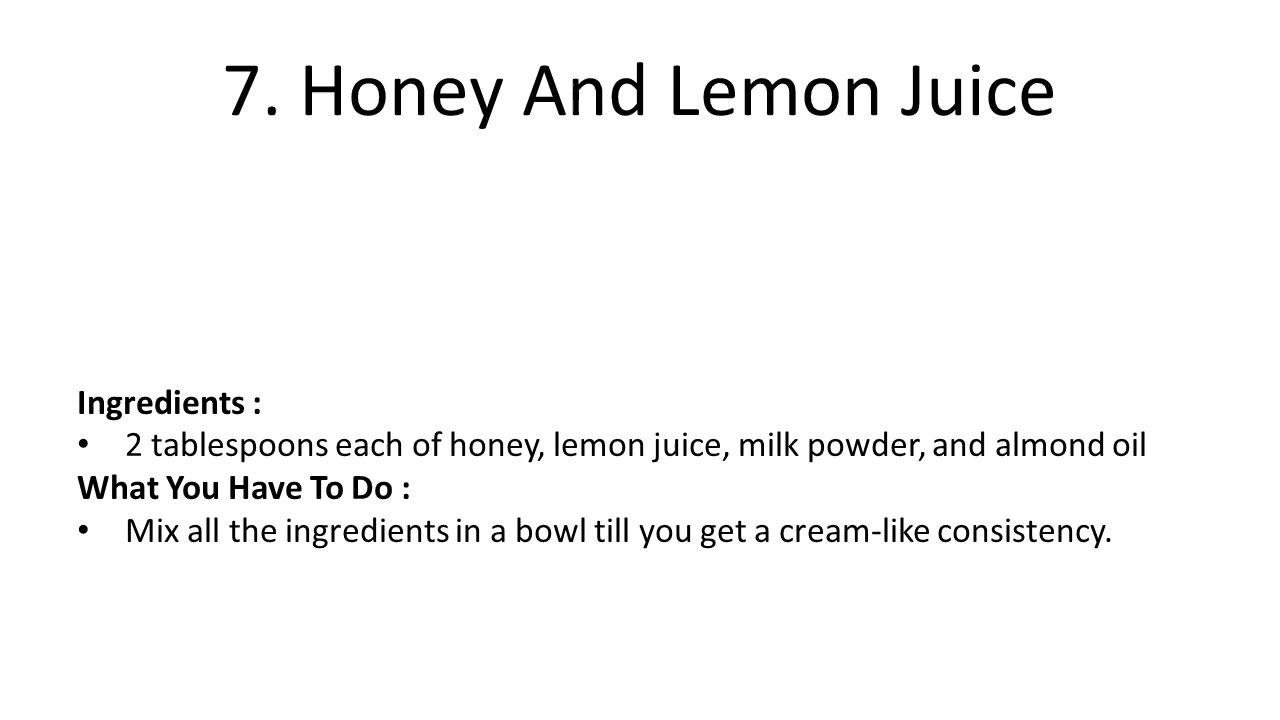 7. Honey And Lemon Juice
Ingredients :
• 2 tablespoons each of honey, lemon juice, milk powder, and almond oil
What You Have To Do :
• Mix all the ingredients in a bowl till you get a cream-like consistency.